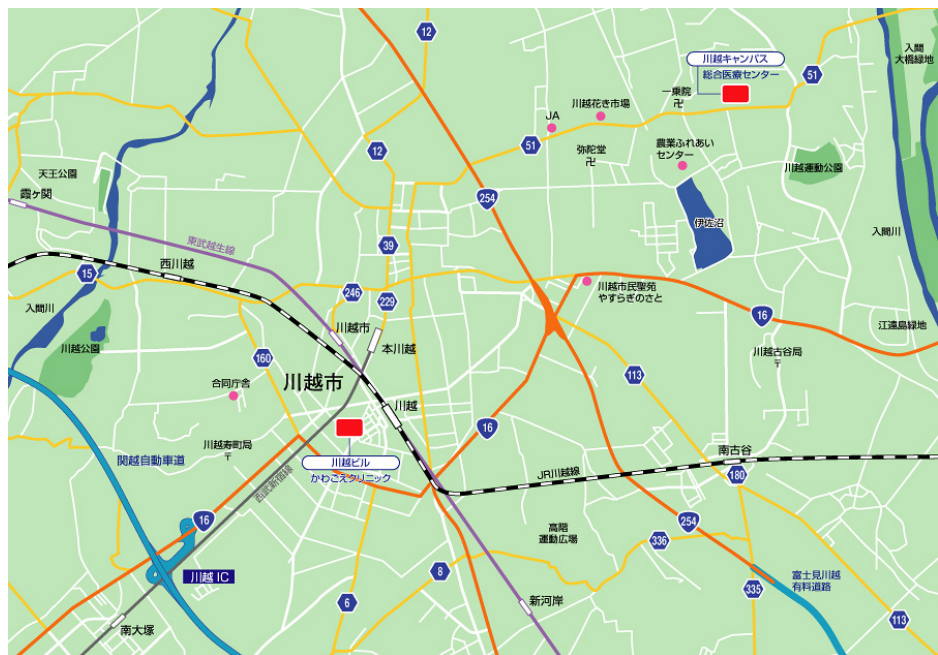 12
川越キャンパス
総合医療センター
51
入間
大橋緑地
一乗院
JA
川越花き市場
12
51
弥陀堂
農業ふれあい
センター
川越運動公園
天王公園
霞ヶ関
254
伊佐沼
入間川
東武越生線
39
西川越
15
246
229
川越市民聖苑
やすらぎのさと
16
入間川
川越公園
川越市
本川越
江遠島緑地
川越古谷局
160
113
合同庁舎
川越市
川越
16
川越寿町局
川越ビル
かわごえクリニック
関越自動車道
西武新宿線
南古谷
JR川越線
180
16
254
高階
運動広場
336
川越 IC
8
富士見川越
有料道路
335
6
新河岸
南大塚
113